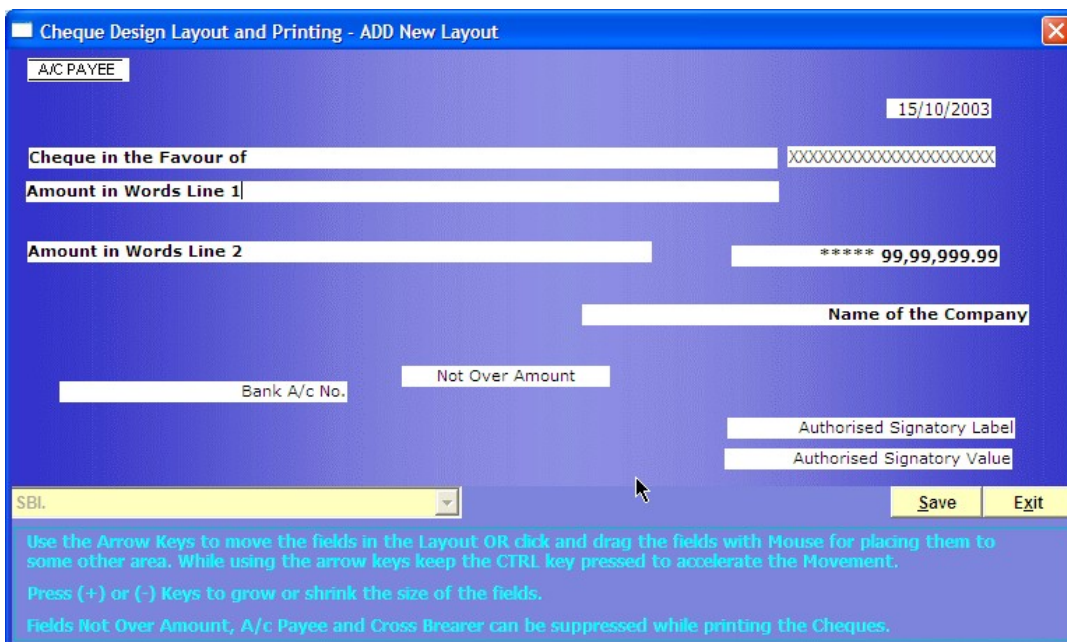 Cheque Design Layout and Printing - ADD New Layout
A/C PAYEE
15/10/2003
Cheque in the Favour of
XXXXXXXXXXXXXXXXXXXXXX
Amount in Words Line 1
Amount in Words Line 2
***** 99,99,999.99
Name of the Company
Not Over Amount
Bank A/c No.
Authorised Signatory Label
Authorised Signatory Value
SBI.
Save
Exit
Use the Arrow Keys to move the fields in the Layout OR click and drag the fields with Mouse for placing them to
some other area. While using the arrow keys keep the CTRL key pressed to accelerate the Movement.
Press (+) or (-) Keys to grow or shrink the size of the fields.
Fields Not Over Amount, A/c Payee and Cross Brearer can be suppressed while printing the Cheques.